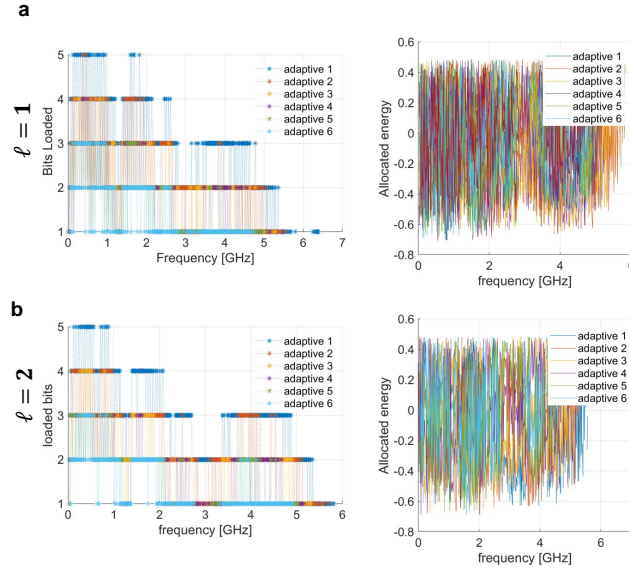 a
ℓ = 1
Bits Loaded
5
4
3
2
1
0
1
2
3
4
5
6
7
Frequency [GHz]
adaptive 1
adaptive 2
adaptive 3
adaptive 4
adaptive 5
adaptive 6
Allocated energy
0.6
0.4
0.2
0
-0.2
-0.4
-0.6
-0.8
0
2
4
6
frequency [GHz]
adaptive 1
adaptive 2
adaptive 3
adaptive 4
adaptive 5
adaptive 6
b
ℓ = 2
loaded bits
5
4
3
2
1
0
1
2
3
4
5
6
frequency [GHz]
adaptive 1
adaptive 2
adaptive 3
adaptive 4
adaptive 5
adaptive 6
Allocated energy
0.6
0.4
0.2
0
-0.2
-0.4
-0.6
-0.8
0
2
4
6
frequency [GHz]
adaptive 1
adaptive 2
adaptive 3
adaptive 4
adaptive 5
adaptive 6